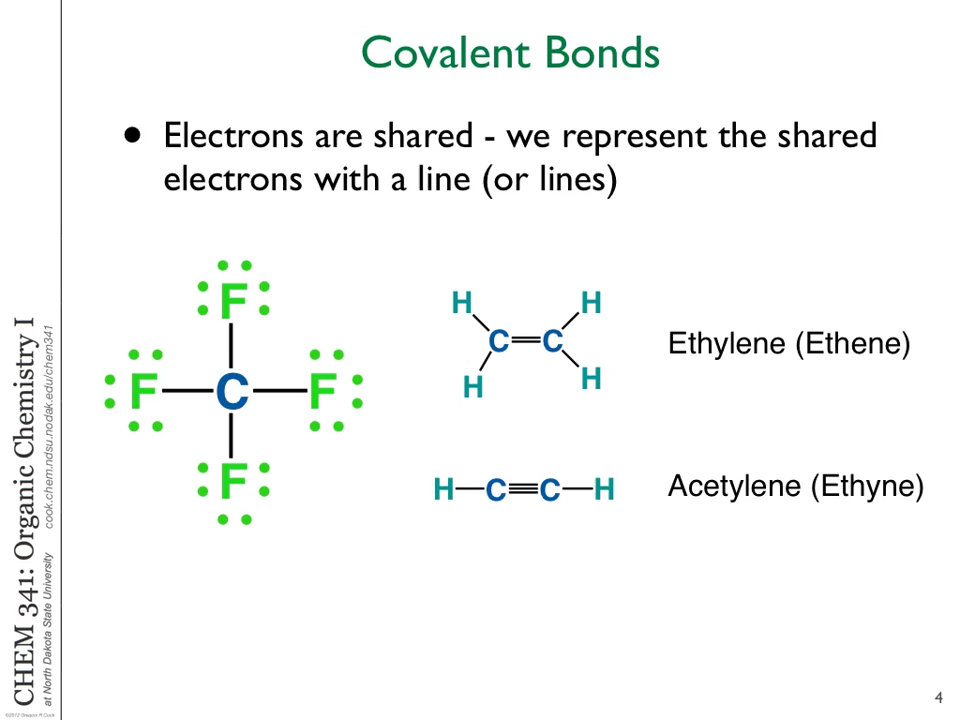 Covalent Bonds
• Electrons are shared - we represent the shared
electrons with a line (or lines)
F
F C F
F
H H
C C
H H
Ethylene (Ethene)
H C C H
Acetylene (Ethyne)
CHEM 341: Organic Chemistry I
at North Dakota State University cook.chem.ndsu.nodak.edu/chem341
4